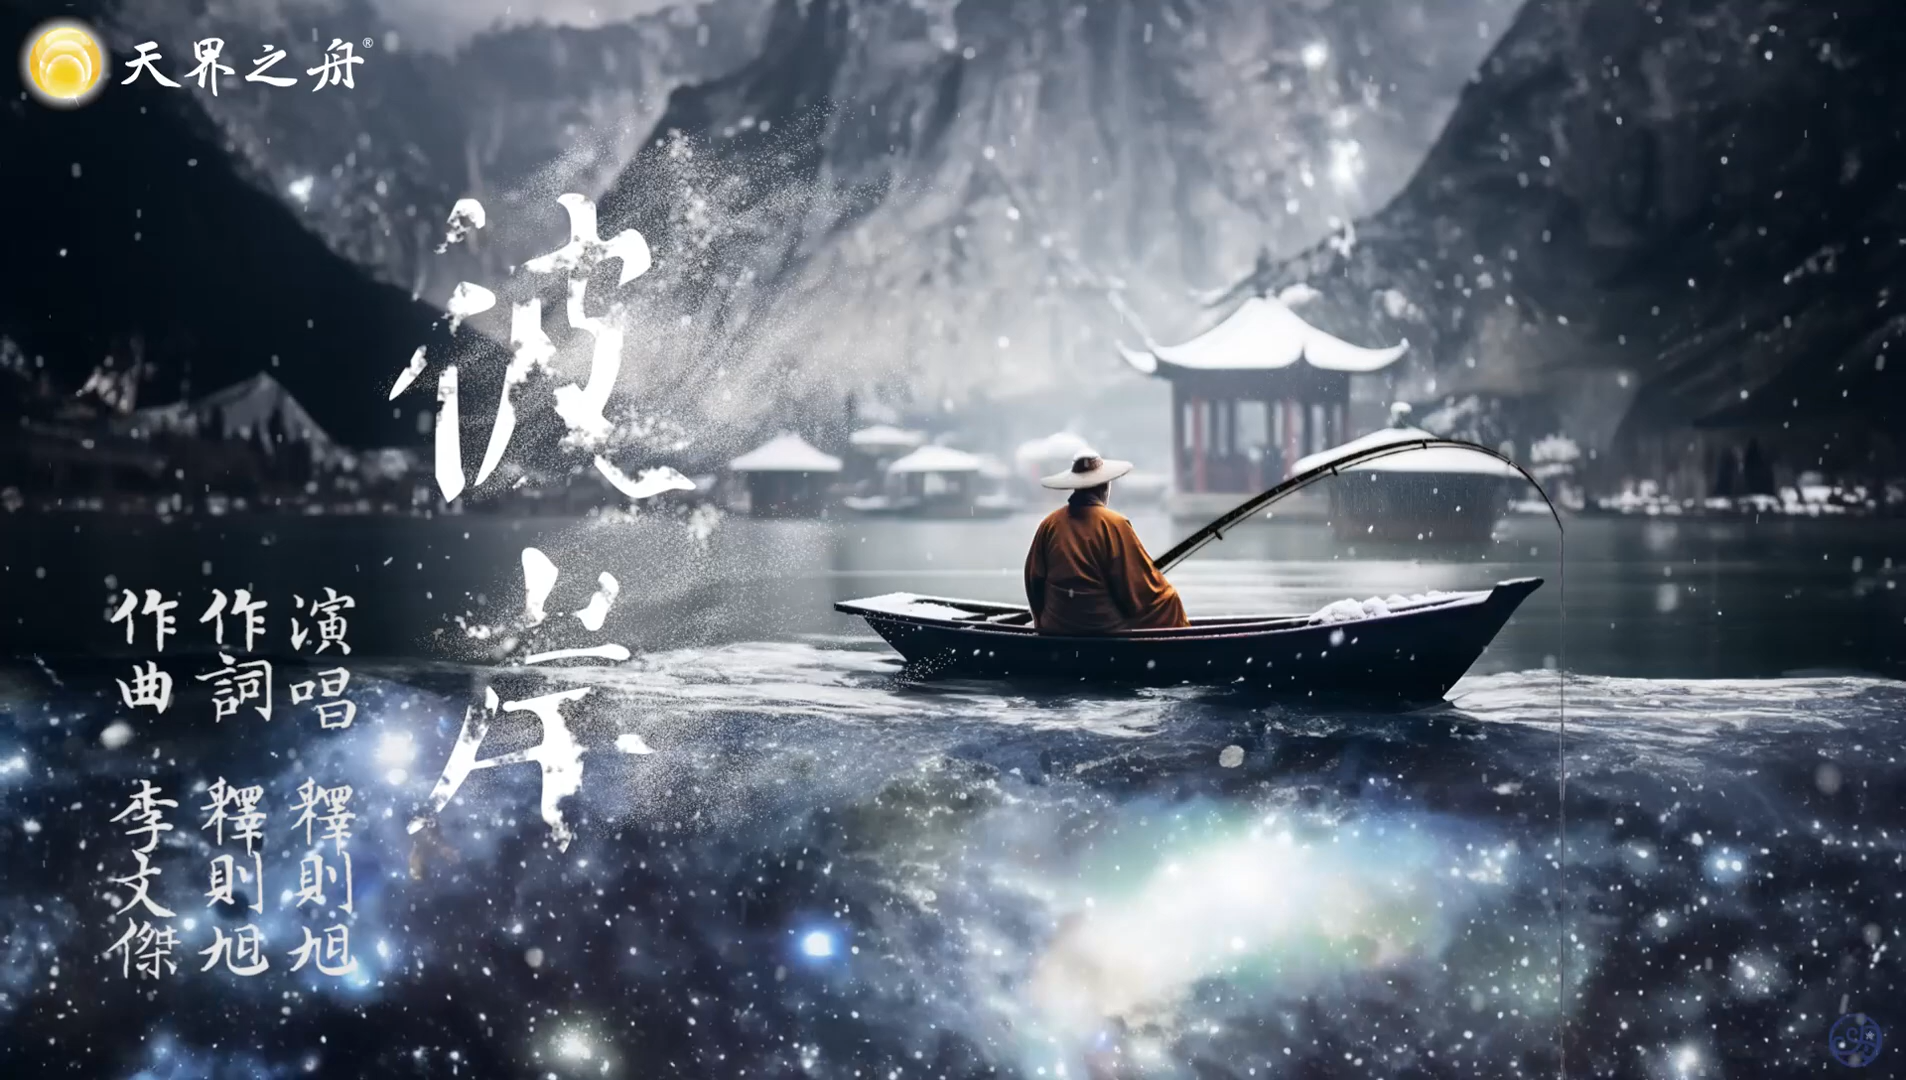 天界之舟®
彼岸
演唱 釋則旭
作詞 釋則旭
作曲 李文傑